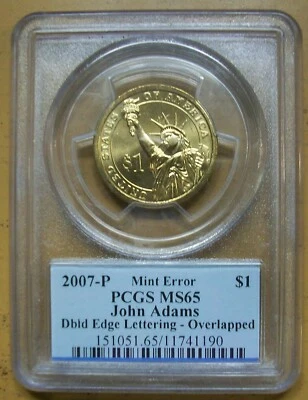 UNITED STATES OF AMERICA
$1
2007-P Mint Error $1
PCGS MS65
John Adams
Dbld Edge Lettering - Overlapped
151051.65/11741190